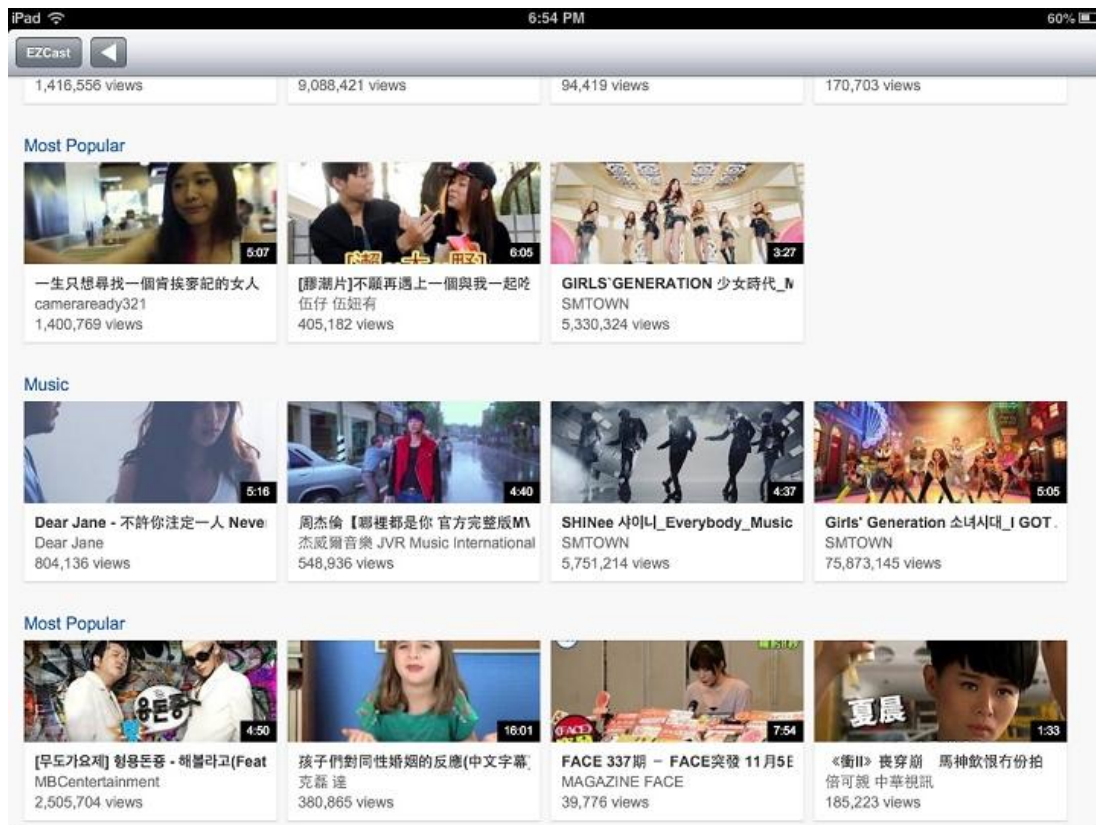 iPad 6:54 PM 60%
EZCast
1,416,556 views 9,088,421 views 94,419 views 170,703 views
Most Popular
5:07 6:05 3:27
一生只想尋找一個肯挨麥記的女人 [膠潮片]不願再遇上一個與我一起吃 GIRLS`GENERATION 少女時代_M
cameraready321 伍仔 伍妞有 SMTOWN
1,400,769 views 405,182 views 5,330,324 views
Music
5:16 4:40 4:37 5:05
Dear Jane - 不許你注定一人 Never 周杰倫【哪裡都是你 官方完整版MV SHINee 샤이니_Everybody_Music Girls' Generation 소녀시대_I GOT
Dear Jane 杰威爾音樂 JVR Music International SMTOWN SMTOWN
804,136 views 548,936 views 5,751,214 views 75,873,145 views
Most Popular
형돈 夏晨
4:50 16:01 FACE 7:54 1:33
[무도가요제] 형용돈죵 - 해볼라고(Feat 孩子們對同性婚姻的反應(中文字幕 FACE 337期 － FACE突發 11月5日 《衝II》喪穿崩 馬神飲恨冇份拍
MBCentertainment 克磊 達 MAGAZINE FACE 倍可親 中華視訊
2,505,704 views 380,865 views 39,776 views 185,223 views